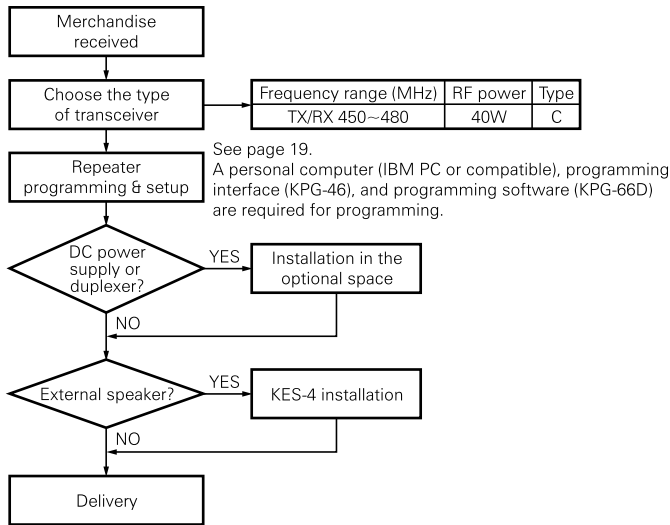 Merchandise
received
Choose the type
of transceiver
Frequency range (MHz) RF power Type
TX/RX 450~480 40W C
Repeater
programming & setup
See page 19.
A personal computer (IBM PC or compatible), programming
interface (KPG-46), and programming software (KPG-66D)
are required for programming.
DC power
supply or
duplexer?
YES
Installation in the
optional space
NO
External speaker?
YES
KES-4 installation
NO
Delivery